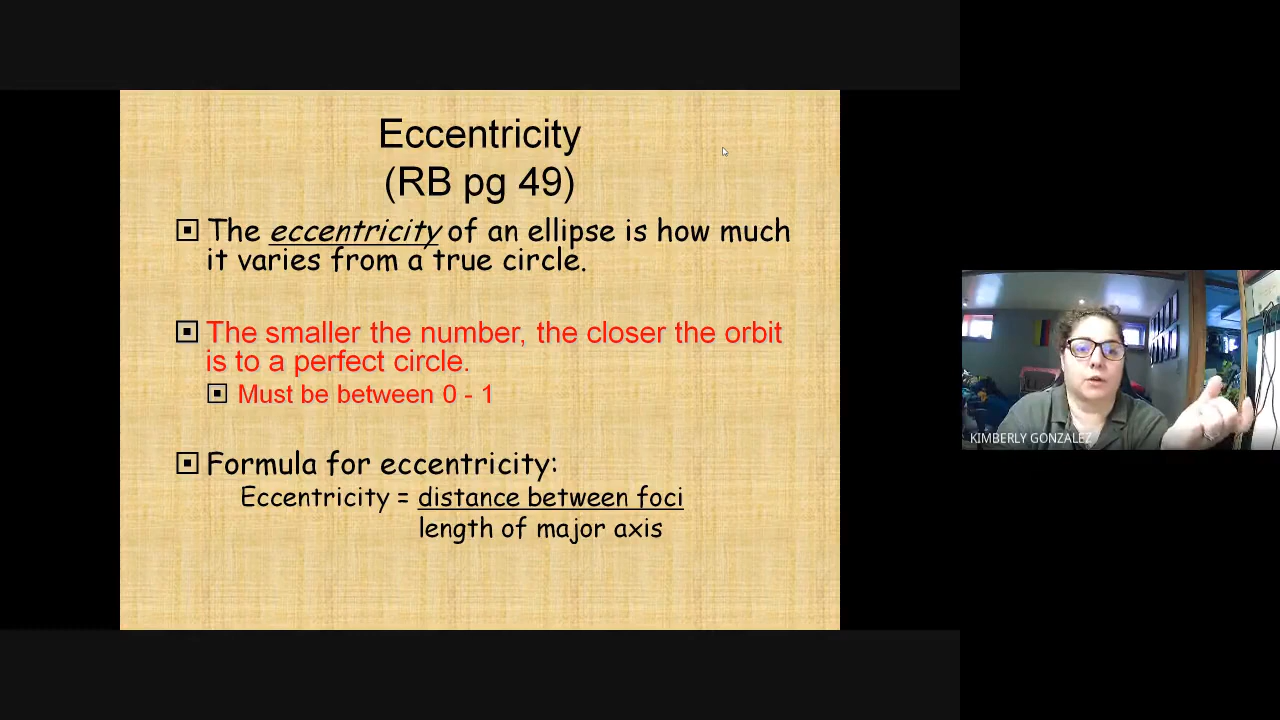 Eccentricity
(RB pg 49)
The eccentricity of an ellipse is how much
it varies from a true circle.
The smaller the number, the closer the orbit
is to a perfect circle.
Must be between 0 - 1
Formula for eccentricity:
Eccentricity = distance between foci
length of major axis
KIMBERLY GONZALEZ